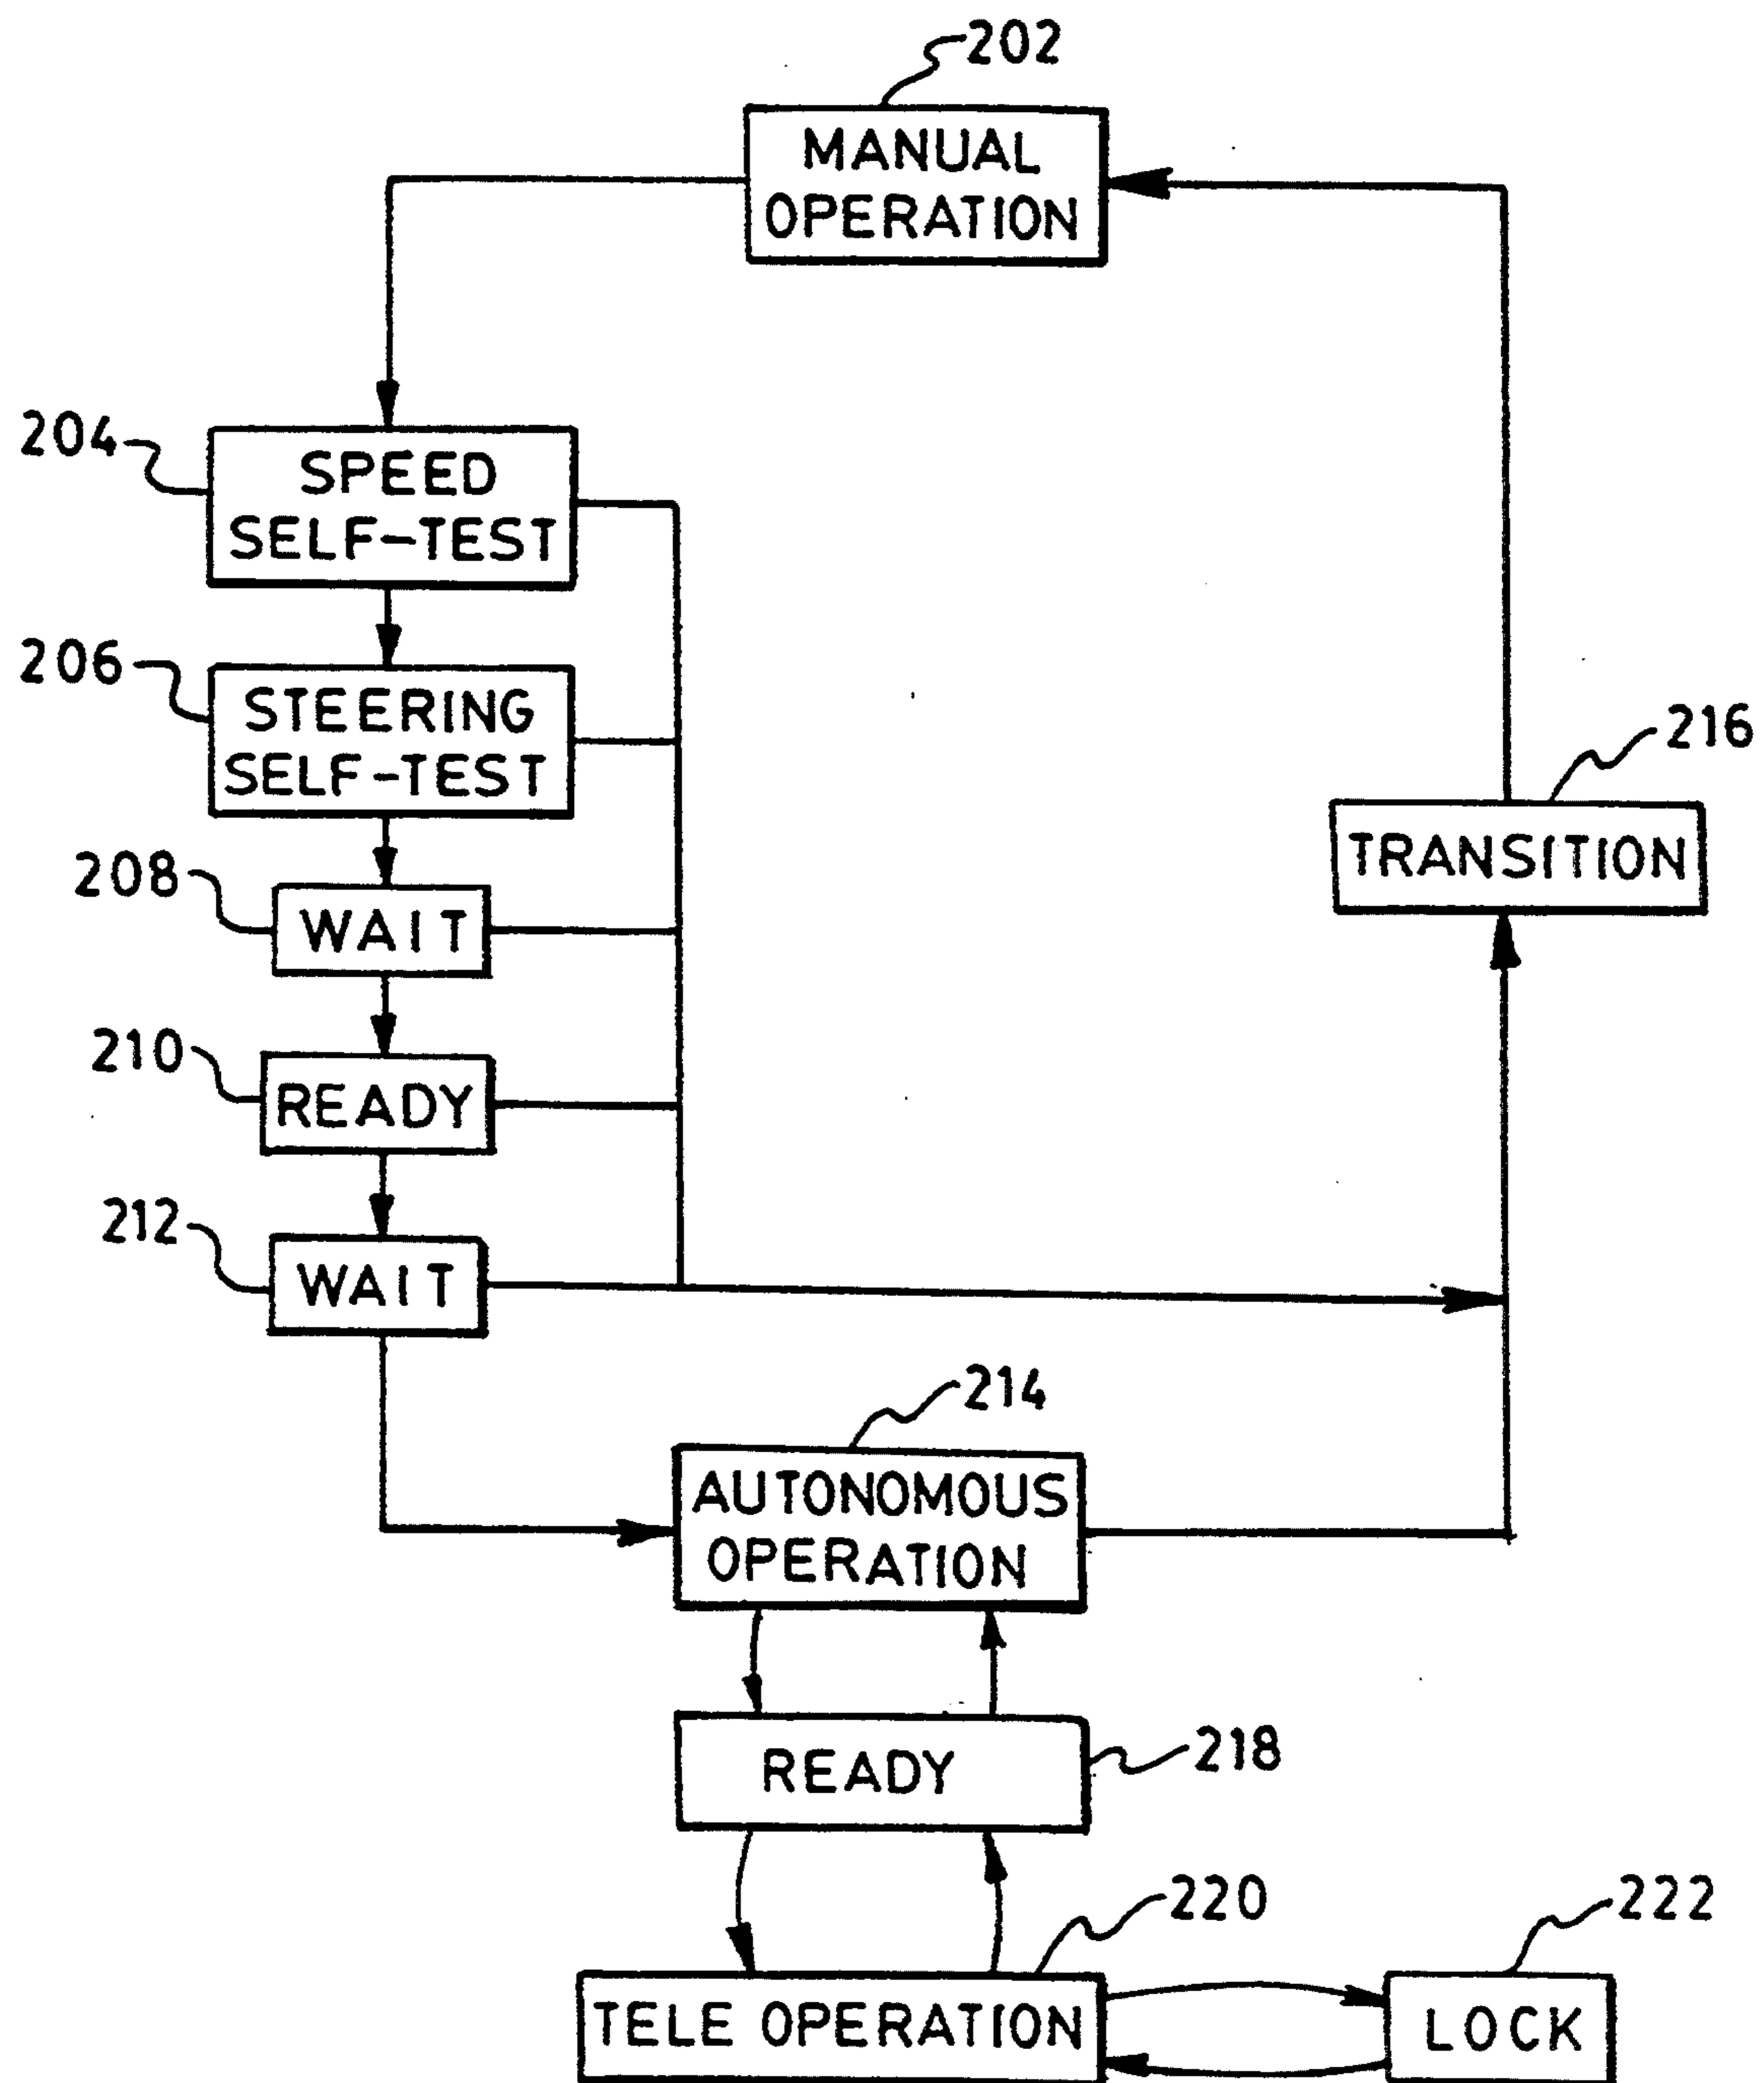 202
MANUAL
OPERATION
204
SPEED
SELF-TEST
206
STEERING
SELF-TEST
216
TRANSITION
208
WAIT
210
READY
212
WAIT
214
AUTONOMOUS
OPERATION
READY
218
220
222
TELE OPERATION
LOCK